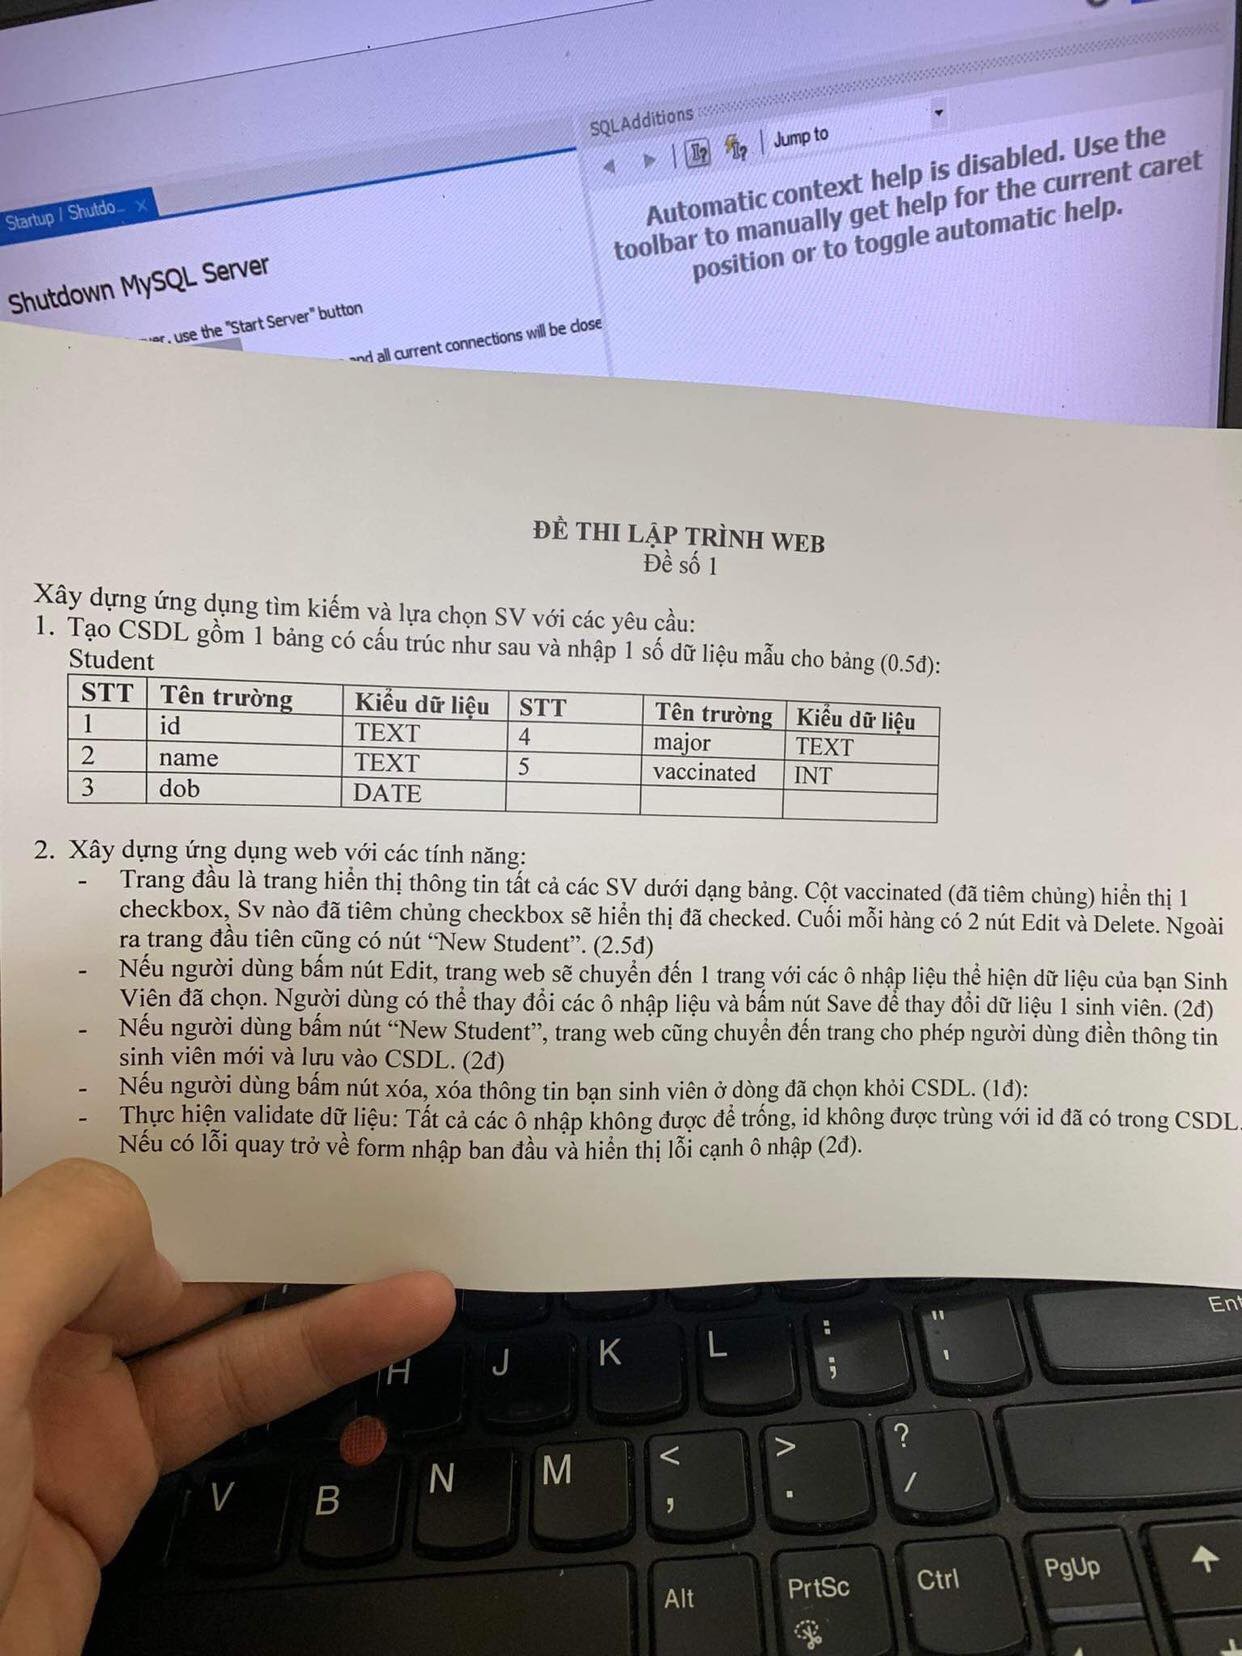 SQLAdditions
Jump to
Startup / Shutdo...
Automatic context help is disabled. Use the
toolbar to manually get help for the current caret
position or to toggle automatic help.
Shutdown MySQL Server
, use the "Start Server" button
and all current connections will be close
ĐỀ THI LẬP TRÌNH WEB
Đề số 1
Xây dựng ứng dụng tìm kiếm và lựa chọn SV với các yêu cầu:
1. Tạo CSDL gồm 1 bảng có cấu trúc như sau và nhập 1 số dữ liệu mẫu cho bảng (0.5đ):
Student
STT Tên trường Kiểu dữ liệu STT Tên trường Kiểu dữ liệu
1 id TEXT 4 major TEXT
2 name TEXT 5 vaccinated INT
3 dob DATE
2. Xây dựng ứng dụng web với các tính năng:
- Trang đầu là trang hiển thị thông tin tất cả các SV dưới dạng bảng. Cột vaccinated (đã tiêm chủng) hiển thị 1
checkbox, Sv nào đã tiêm chủng checkbox sẽ hiển thị đã checked. Cuối mỗi hàng có 2 nút Edit và Delete. Ngoài
ra trang đầu tiên cũng có nút “New Student”. (2.5đ)
- Nếu người dùng bấm nút Edit, trang web sẽ chuyển đến 1 trang với các ô nhập liệu thể hiện dữ liệu của bạn Sinh
Viên đã chọn. Người dùng có thể thay đổi các ô nhập liệu và bấm nút Save để thay đổi dữ liệu 1 sinh viên. (2đ)
- Nếu người dùng bấm nút “New Student”, trang web cũng chuyển đến trang cho phép người dùng điền thông tin
sinh viên mới và lưu vào CSDL. (2đ)
- Nếu người dùng bấm nút xóa, xóa thông tin bạn sinh viên ở dòng đã chọn khỏi CSDL. (1đ):
- Thực hiện validate dữ liệu: Tất cả các ô nhập không được để trống, id không được trùng với id đã có trong CSDL.
Nếu có lỗi quay trở về form nhập ban đầu và hiển thị lỗi cạnh ô nhập (2đ).
Ent
H J K L : ; " '
V B N M < , > . ? /
Alt PrtSc Ctrl PgUp